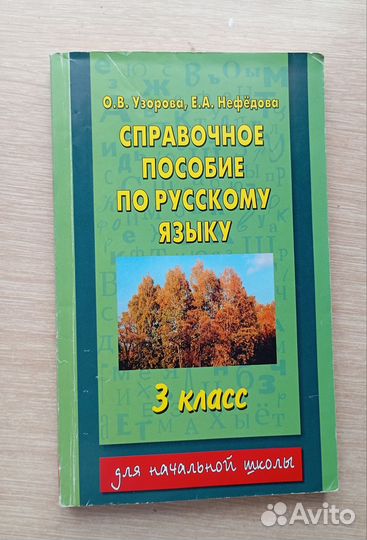 О.В. Узорова, Е.А. Нефёдова
СПРАВОЧНОЕ
ПОСОБИЕ
ПО РУССКОМУ
ЯЗЫКУ
3 класс
для начальной школы
Avito